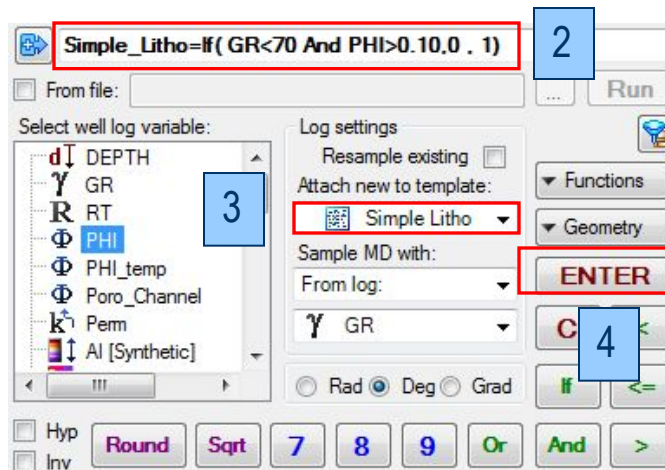 2
Simple_Litho=If( GR<70 And PHI>0.10,0 , 1)
From file:
...
Run
Select well log variable:
DEPTH
γ GR
R RT
Φ PHI
Φ PHI_temp
Φ Poro_Channel
k Perm
AI [Synthetic]
3
Log settings
Resample existing
Attach new to template:
Simple Litho
Sample MD with:
From log:
γ GR
Rad
Deg
Grad
Functions
Geometry
ENTER
C
4
If
<=
Hyp
Inv
Round
Sqrt
7
8
9
Or
And
>